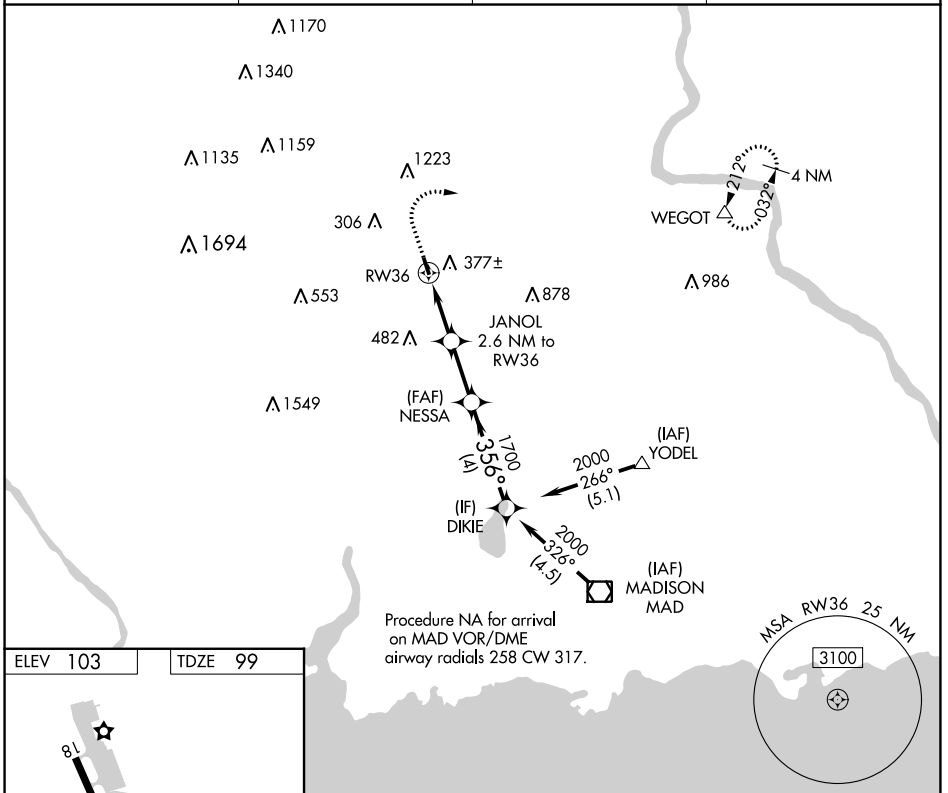 1170
1340
1135
1159
1223
306
1694
RW36
377±
553
878
986
WEGOT
212°
032°
4 NM
482
JANOL
2.6 NM to
RW36
(FAF)
NESSA
1549
1700
356°
(4)
(IAF)
YODEL
2000
266°
(5.1)
(IF)
DIKIE
2000
326°
(4.5)
(IAF)
MADISON
MAD
Procedure NA for arrival
on MAD VOR/DME
airway radials 258 CW 317.
MSA RW36 25 NM
3100
ELEV 103
TDZE 99
18